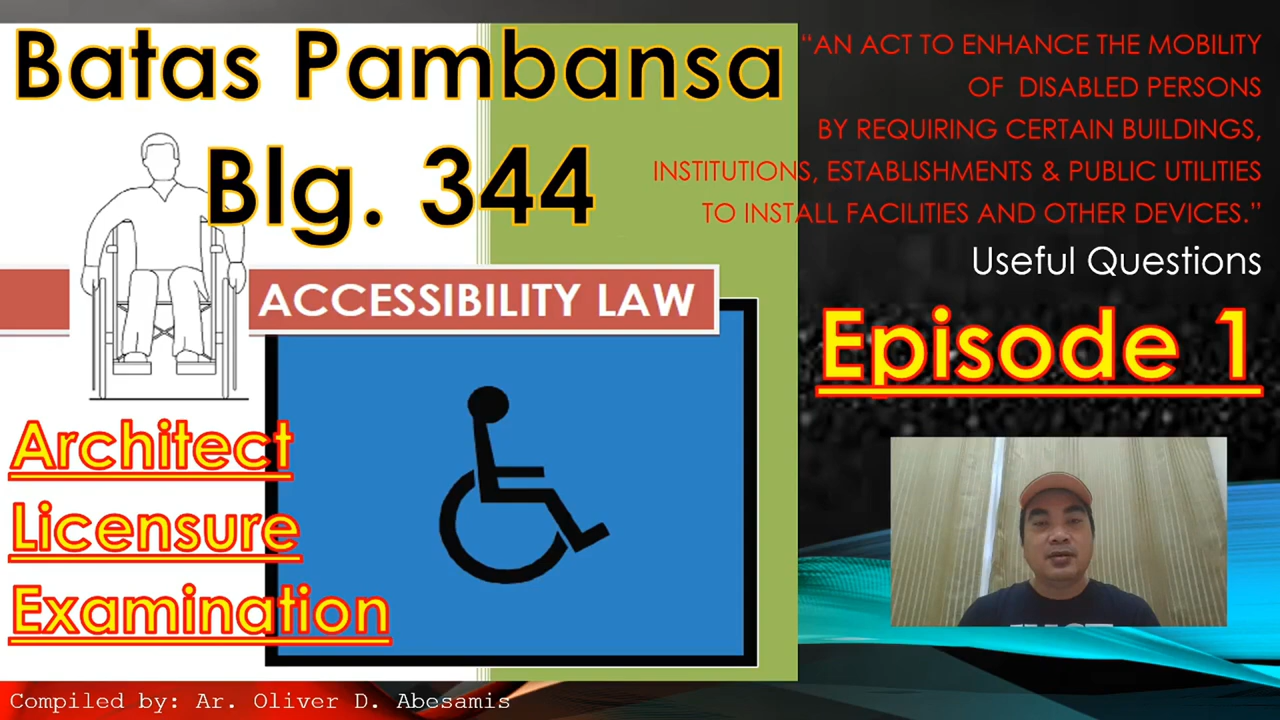 Batas Pambansa
Blg. 344
ACCESSIBILITY LAW
Architect
Licensure
Examination
“AN ACT TO ENHANCE THE MOBILITY
OF DISABLED PERSONS
BY REQUIRING CERTAIN BUILDINGS,
INSTITUTIONS, ESTABLISHMENTS & PUBLIC UTILITIES
TO INSTALL FACILITIES AND OTHER DEVICES.”
Useful Questions
Episode 1
Compiled by: Ar. Oliver D. Abesamis